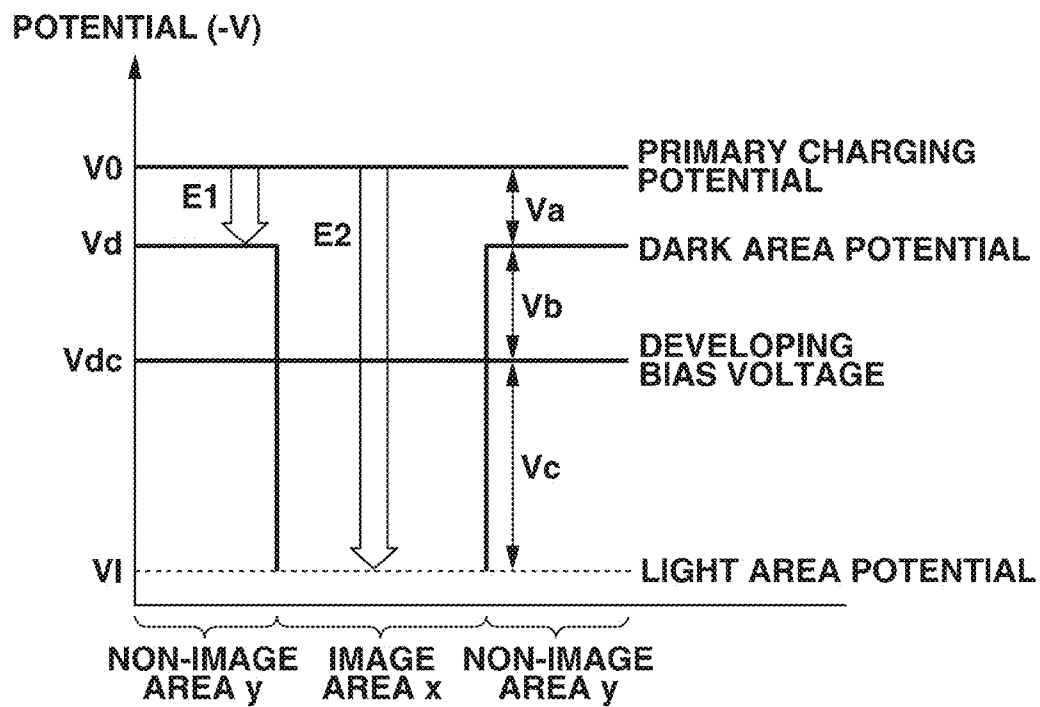 POTENTIAL (-V)
V0
PRIMARY CHARGING
POTENTIAL
E1
Va
Vd
E2
DARK AREA POTENTIAL
Vb
Vdc
DEVELOPING
BIAS VOLTAGE
Vc
Vl
LIGHT AREA POTENTIAL
NON-IMAGE
AREA y
IMAGE
AREA x
NON-IMAGE
AREA y